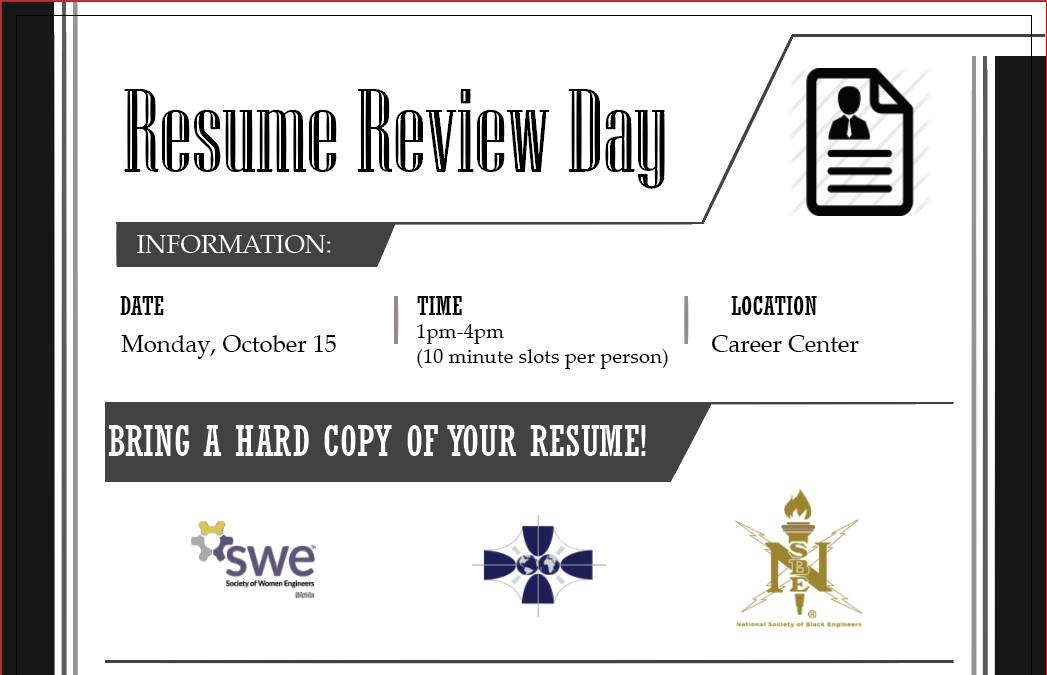 Resume Review Day
INFORMATION:
DATE
Monday, October 15
TIME
1pm-4pm
(10 minute slots per person)
LOCATION
Career Center
BRING A HARD COPY OF YOUR RESUME!
swe™
Society of Women Engineers
NSBE
®
National Society of Black Engineers